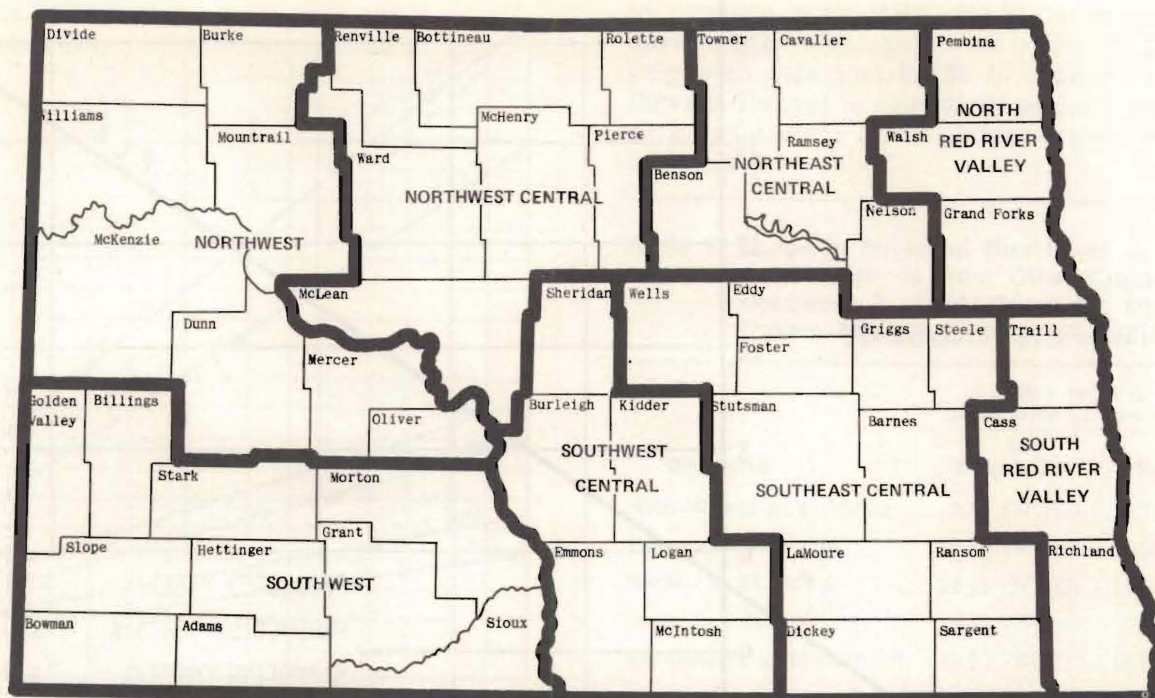 Divide
Burke
Renville
Bottineau
Rolette
Towner
Cavalier
Pembina
NORTH
RED RIVER
VALLEY
Williams
Mountrail
Ward
McHenry
Pierce
Benson
Ramsey
NORTHEAST
CENTRAL
Walsh
Nelson
Grand Forks
NORTHWEST CENTRAL
McKenzie
NORTHWEST
McLean
Sheridan
Wells
Eddy
Dunn
Mercer
Foster
Griggs
Steele
Traill
Golden
Valley
Billings
Oliver
Burleigh
Kidder
Stutsman
Barnes
Cass
SOUTH
RED RIVER
VALLEY
Stark
Morton
SOUTHWEST
CENTRAL
SOUTHEAST CENTRAL
Grant
Slope
Hettinger
SOUTHWEST
Emmons
Logan
LaMoure
Ransom
Richland
Bowman
Adams
Sioux
McIntosh
Dickey
Sargent